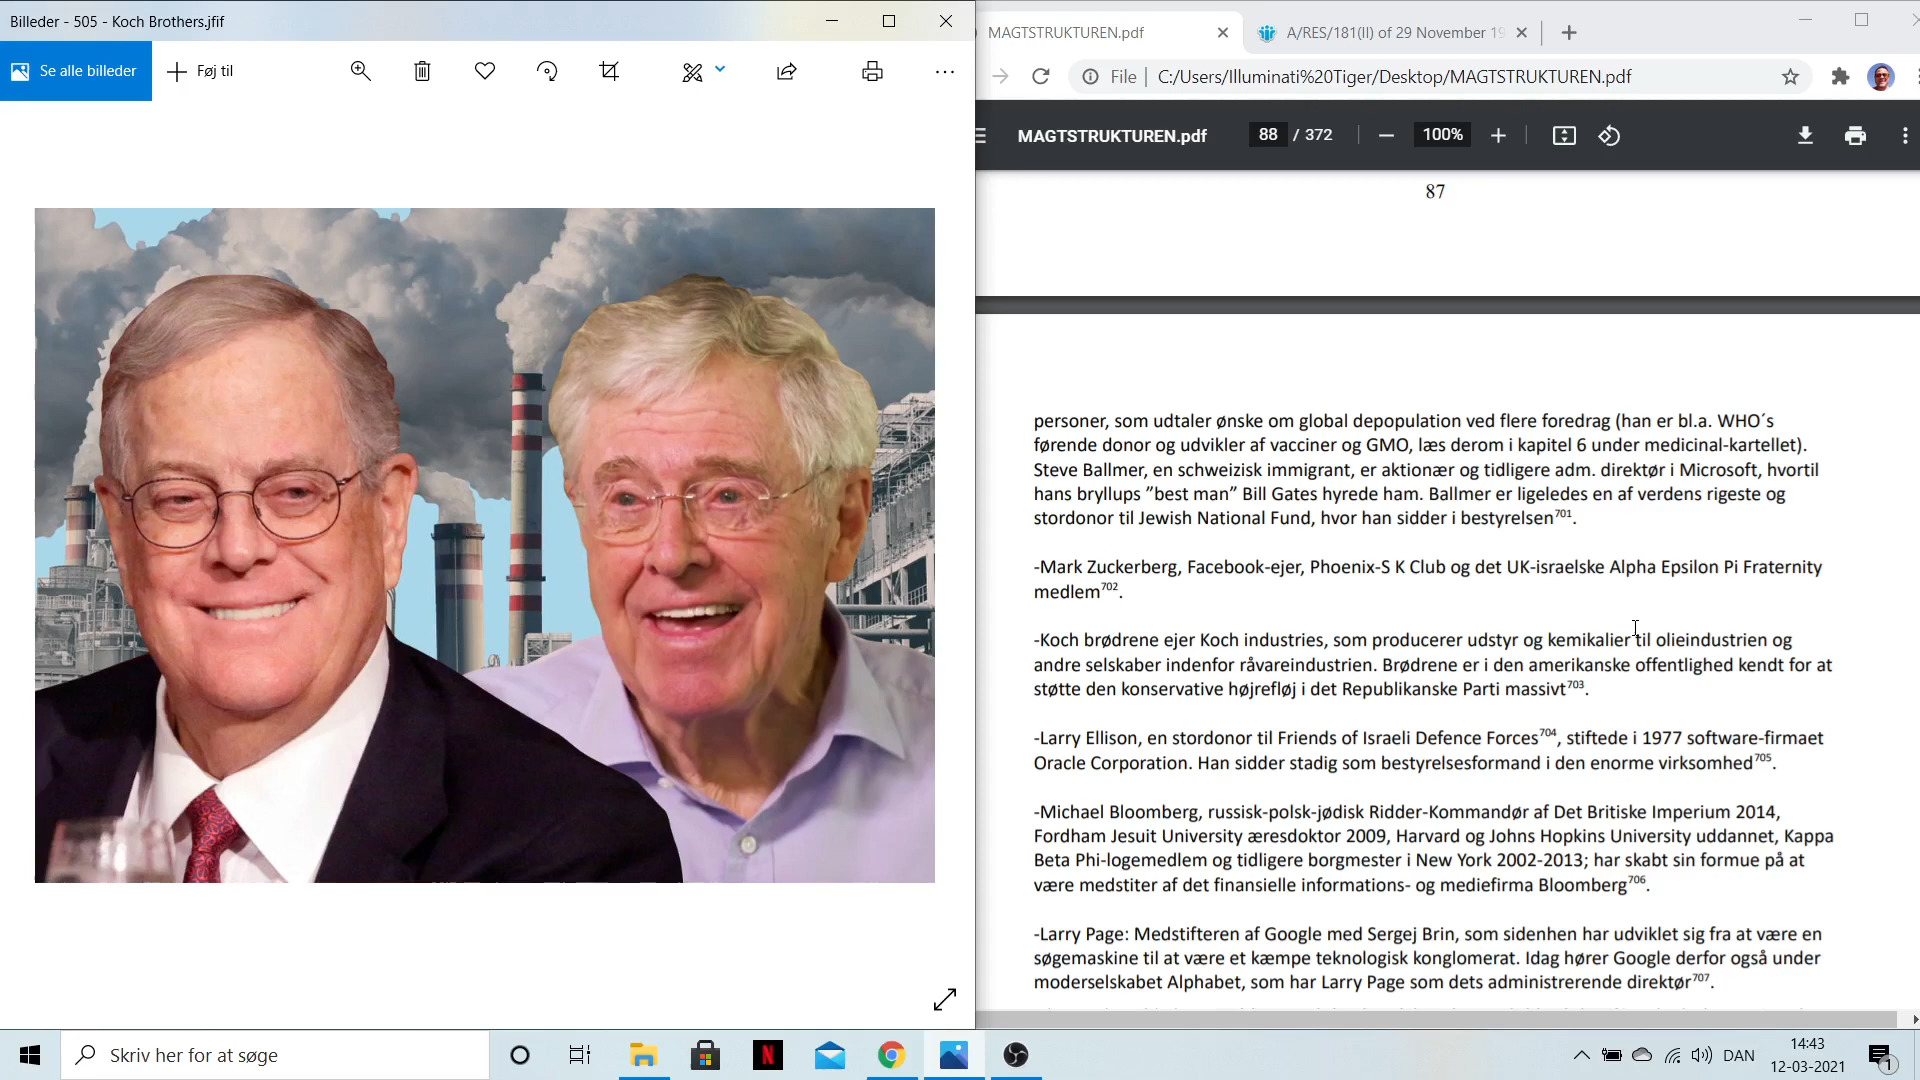 Billeder - 505 - Koch Brothers.jfif
Se alle billeder
Føj til
MAGTSTRUKTUREN.pdf
A/RES/181(II) of 29 November 19
File
C:/Users/Illuminati%20Tiger/Desktop/MAGTSTRUKTUREN.pdf
MAGTSTRUKTUREN.pdf
88 / 372
100%
87
personer, som udtaler ønske om global depopulation ved flere foredrag (han er bl.a. WHO´s
førende donor og udvikler af vacciner og GMO, læs derom i kapitel 6 under medicinal-kartellet).
Steve Ballmer, en schweizisk immigrant, er aktionær og tidligere adm. direktør i Microsoft, hvortil
hans bryllups ”best man” Bill Gates hyrede ham. Ballmer er ligeledes en af verdens rigeste og
stordonor til Jewish National Fund, hvor han sidder i bestyrelsen701.
-Mark Zuckerberg, Facebook-ejer, Phoenix-S K Club og det UK-israelske Alpha Epsilon Pi Fraternity
medlem702.
-Koch brødrene ejer Koch industries, som producerer udstyr og kemikalier til olieindustrien og
andre selskaber indenfor råvareindustrien. Brødrene er i den amerikanske offentlighed kendt for at
støtte den konservative højrefløj i det Republikanske Parti massivt703.
-Larry Ellison, en stordonor til Friends of Israeli Defence Forces704, stiftede i 1977 software-firmaet
Oracle Corporation. Han sidder stadig som bestyrelsesformand i den enorme virksomhed705.
-Michael Bloomberg, russisk-polsk-jødisk Ridder-Kommandør af Det Britiske Imperium 2014,
Fordham Jesuit University æresdoktor 2009, Harvard og Johns Hopkins University uddannet, Kappa
Beta Phi-logemedlem og tidligere borgmester i New York 2002-2013; har skabt sin formue på at
være medstiter af det finansielle informations- og mediefirma Bloomberg706.
-Larry Page: Medstifteren af Google med Sergej Brin, som sidenhen har udviklet sig fra at være en
søgemaskine til at være et kæmpe teknologisk konglomerat. Idag hører Google derfor også under
moderselskabet Alphabet, som har Larry Page som dets administrerende direktør707.
Skriv her for at søge
N
DAN
14:43
12-03-2021
1